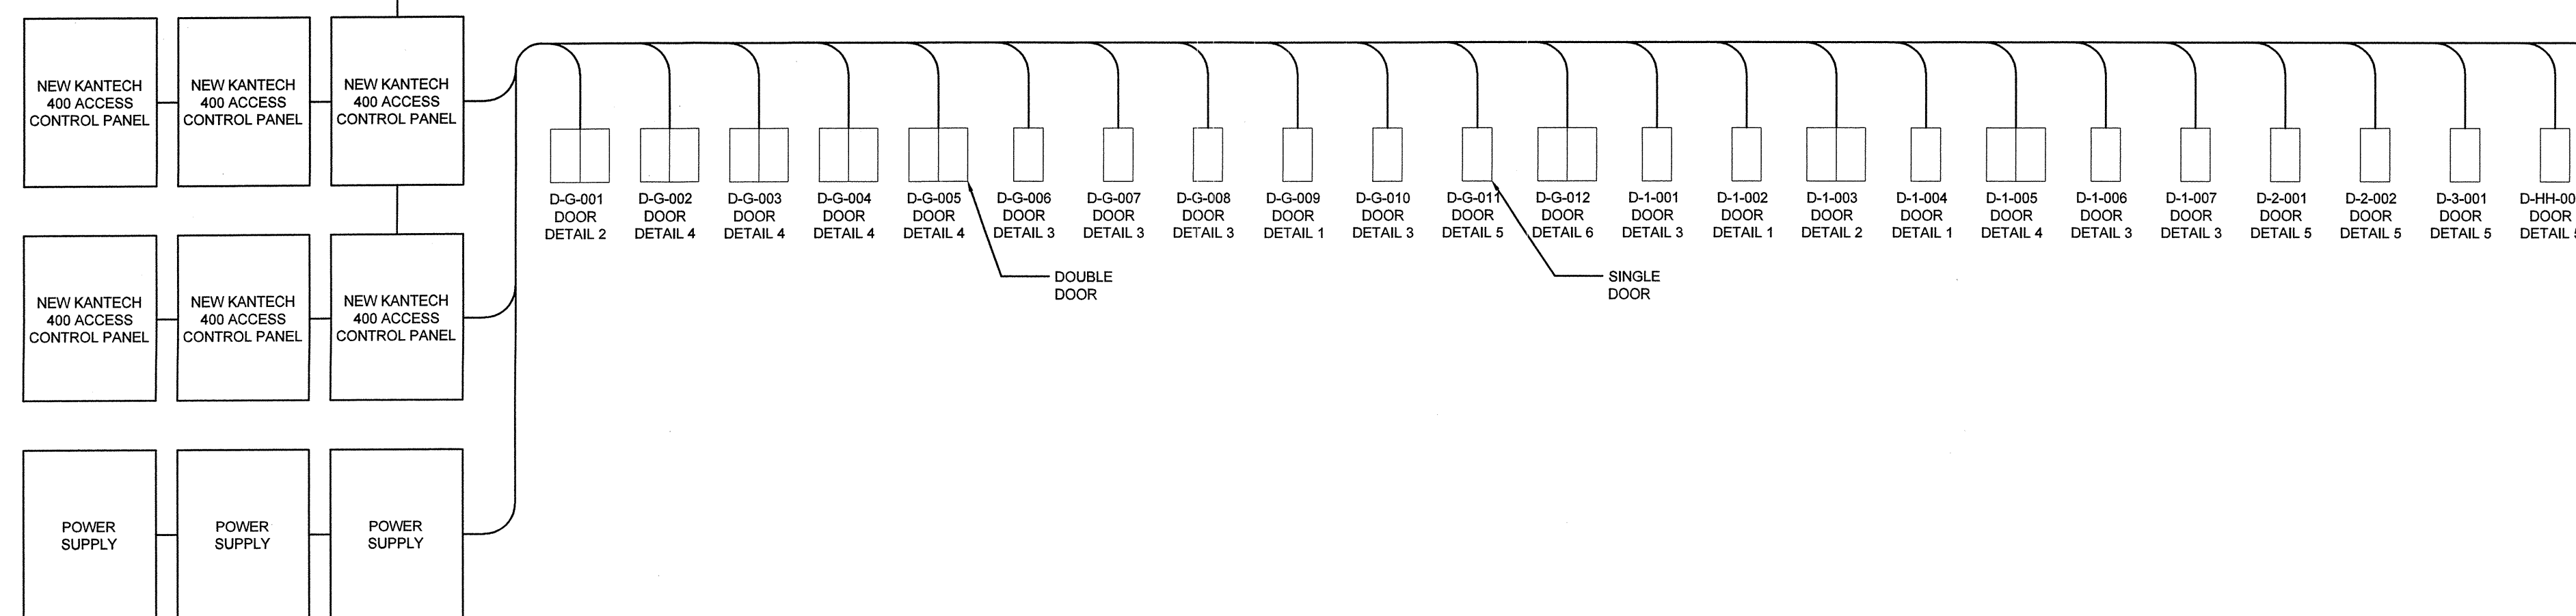 NEW KANTECH
400 ACCESS
CONTROL PANEL
NEW KANTECH
400 ACCESS
CONTROL PANEL
NEW KANTECH
400 ACCESS
CONTROL PANEL
D-G-001
DOOR
DETAIL 2
D-G-002
DOOR
DETAIL 4
D-G-003
DOOR
DETAIL 4
D-G-004
DOOR
DETAIL 4
D-G-005
DOOR
DETAIL 4
D-G-006
DOOR
DETAIL 3
D-G-007
DOOR
DETAIL 3
D-G-008
DOOR
DETAIL 3
D-G-009
DOOR
DETAIL 1
D-G-010
DOOR
DETAIL 3
D-G-011
DOOR
DETAIL 5
D-G-012
DOOR
DETAIL 6
D-1-001
DOOR
DETAIL 3
D-1-002
DOOR
DETAIL 1
D-1-003
DOOR
DETAIL 2
D-1-004
DOOR
DETAIL 1
D-1-005
DOOR
DETAIL 4
D-1-006
DOOR
DETAIL 3
D-1-007
DOOR
DETAIL 3
D-2-001
DOOR
DETAIL 5
D-2-002
DOOR
DETAIL 5
D-3-001
DOOR
DETAIL 5
D-HH-00
DOOR
DETAIL
DOUBLE
DOOR
SINGLE
DOOR
NEW KANTECH
400 ACCESS
CONTROL PANEL
NEW KANTECH
400 ACCESS
CONTROL PANEL
NEW KANTECH
400 ACCESS
CONTROL PANEL
POWER
SUPPLY
POWER
SUPPLY
POWER
SUPPLY